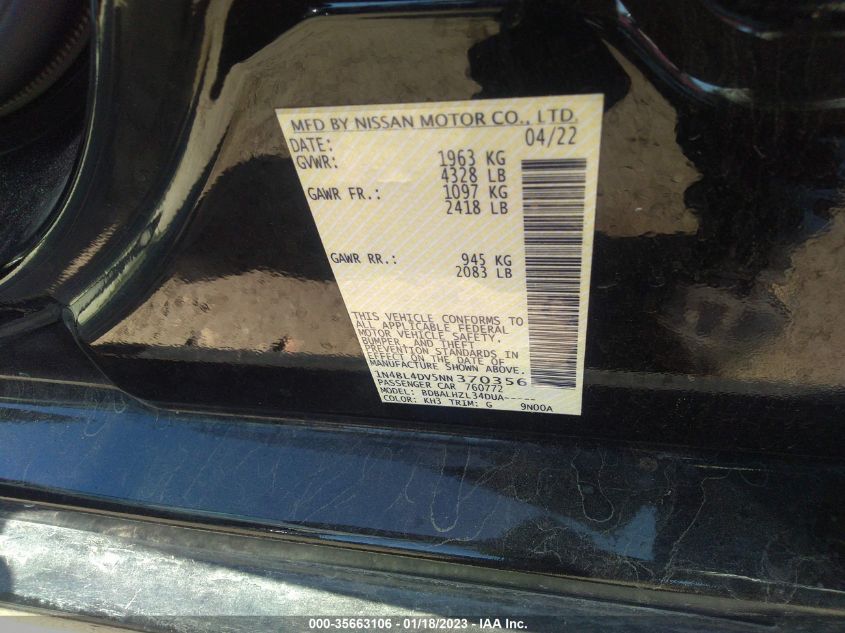 MFD BY NISSAN MOTOR CO., LTD.
DATE: 04/22
GVWR: 1963 KG
4328 LB
GAWR FR.: 1097 KG
2418 LB
GAWR RR.: 945 KG
2083 LB
THIS VEHICLE CONFORMS TO
ALL APPLICABLE FEDERAL
MOTOR VEHICLE SAFETY,
BUMPER, AND THEFT
PREVENTION STANDARDS IN
EFFECT ON THE DATE OF
MANUFACTURE SHOWN ABOVE.
1N4BL4DV5NN370356
PASSENGER CAR 760772
MODEL: BDBALHZL34DUA-----
COLOR: KH3 TRIM: G 9N00A
000-35663106 - 01/18/2023 - IAA Inc.